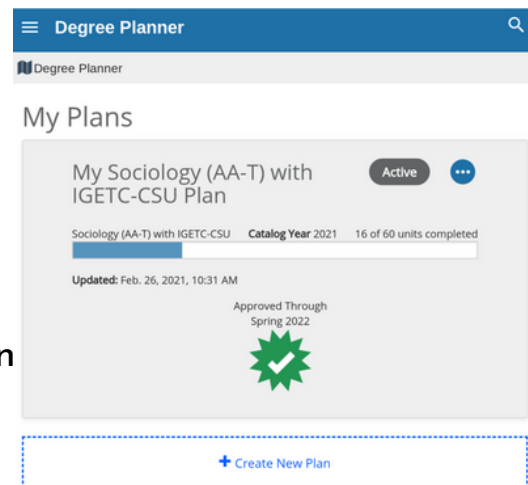 Degree Planner
Degree Planner
My Plans
My Sociology (AA-T) with
IGETC-CSU Plan
Active
Sociology (AA-T) with IGETC-CSU Catalog Year 2021 16 of 60 units completed
Updated: Feb. 26, 2021, 10:31 AM
Approved Through
Spring 2022
n
+ Create New Plan